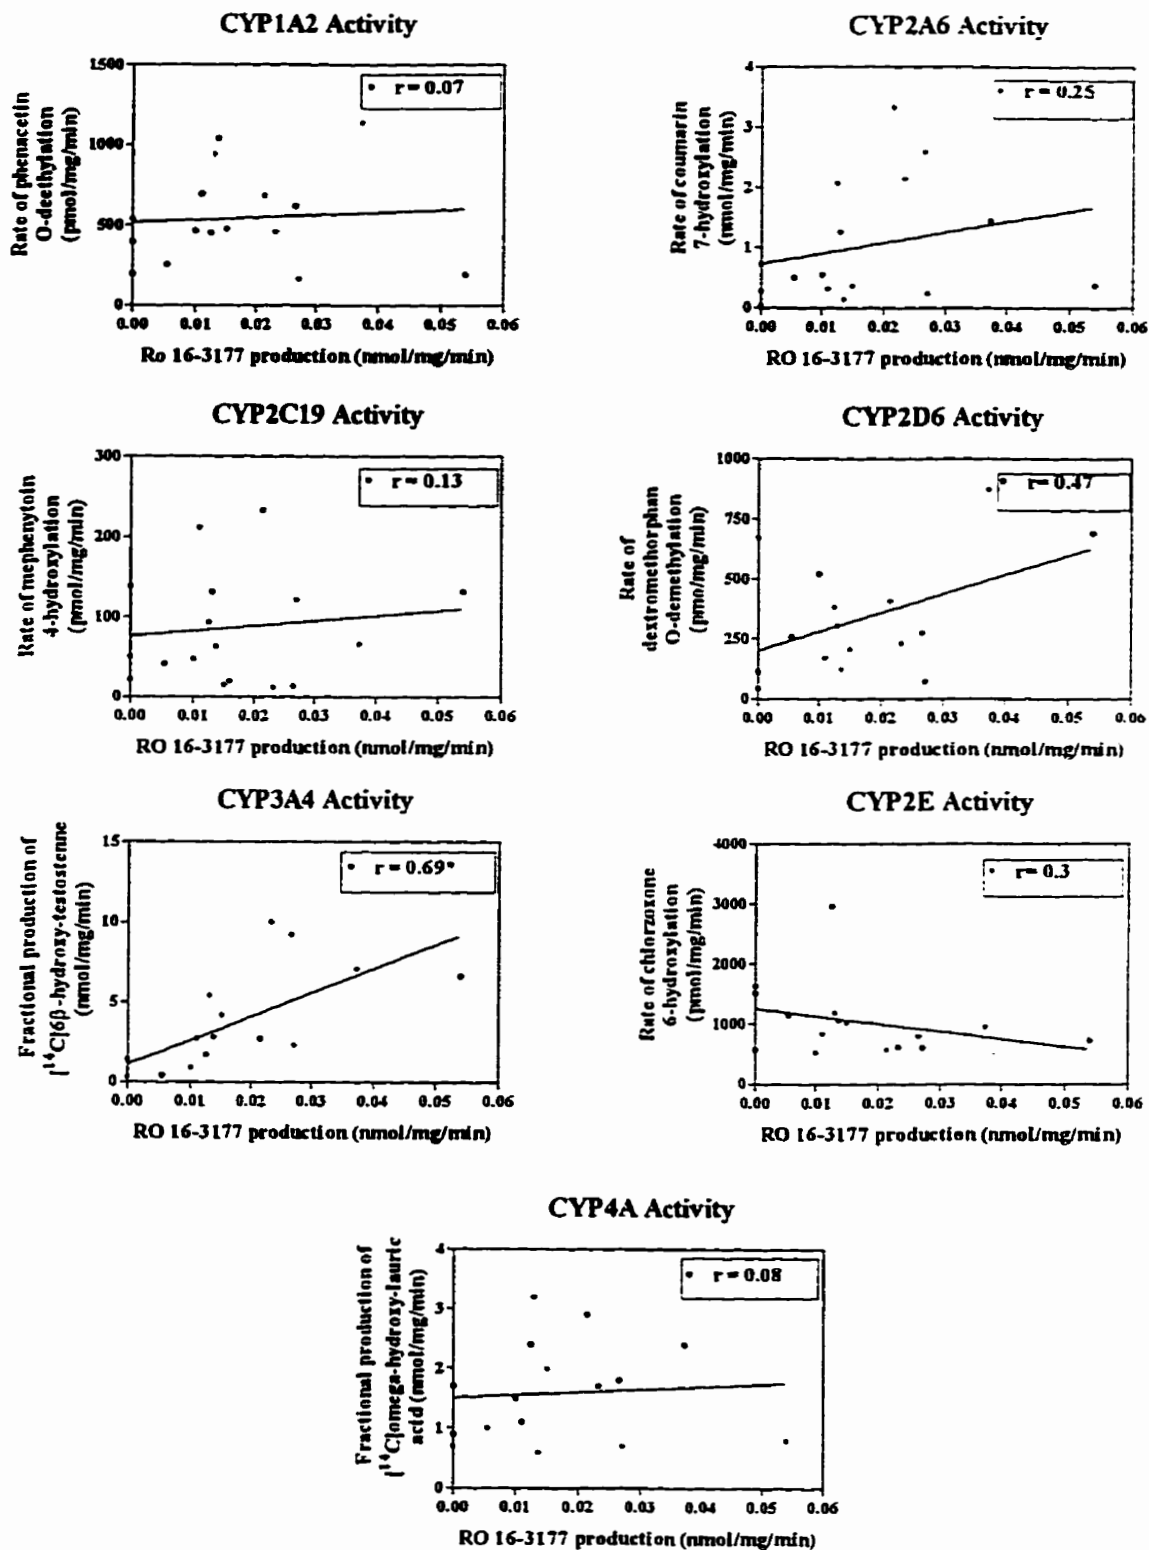 CYP1A2 Activity
Rate of phenacetin
O-deethylation
(pmol/mg/min)
1500
1000
500
0
r = 0.07
0.00 0.01 0.02 0.03 0.04 0.05 0.06
Ro 16-3177 production (nmol/mg/min)
CYP2A6 Activity
Rate of coumarin
7-hydroxylation
(nmol/mg/min)
4
3
2
1
0
r = 0.25
0.00 0.01 0.02 0.03 0.04 0.05 0.06
RO 16-3177 production (nmol/mg/min)
CYP2C19 Activity
Rate of mephenytoin
4-hydroxylation
(pmol/mg/min)
300
200
100
0
r = 0.13
0.00 0.01 0.02 0.03 0.04 0.05 0.06
RO 16-3177 production (nmol/mg/min)
CYP2D6 Activity
Rate of
dextromethorphan
O-demethylation
(pmo/mg/min)
1000
750
500
250
0
r= 0.47
0.00 0.01 0.02 0.03 0.04 0.05 0.06
RO 16-3177 production (nmol/mg/min)
CYP3A4 Activity
Fractional production of
[¹⁴C]6β-hydroxy-testostenne
(nmol/mg/min)
15
10
5
0
r = 0.69*
0.00 0.01 0.02 0.03 0.04 0.05 0.06
RO 16-3177 production (nmol/mg/min)
CYP2E Activity
Rate of chlorzoxone
6-hydroxylation
(pmol/mg/min)
4000
3000
2000
1000
0
r= 0.3
0.00 0.01 0.02 0.03 0.04 0.05 0.06
RO 16-3177 production (nmol/mg/min)
CYP4A Activity
Fractional production of
[¹⁴C]omega-hydroxy-lauric
acid (nmol/mg/min)
4
3
2
1
0
r = 0.08
0.00 0.01 0.02 0.03 0.04 0.05 0.06
RO 16-3177 production (nmol/mg/min)